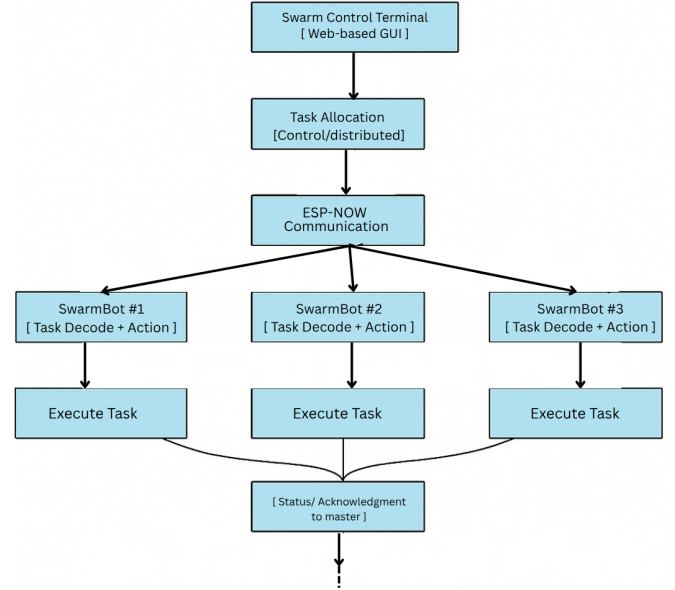 Swarm Control Terminal
[ Web-based GUI ]
Task Allocation
[Control/distributed]
ESP-NOW
Communication
SwarmBot #1
[ Task Decode + Action ]
SwarmBot #2
[ Task Decode + Action ]
SwarmBot #3
[ Task Decode + Action ]
Execute Task
Execute Task
Execute Task
[ Status/ Acknowledgment
to master ]